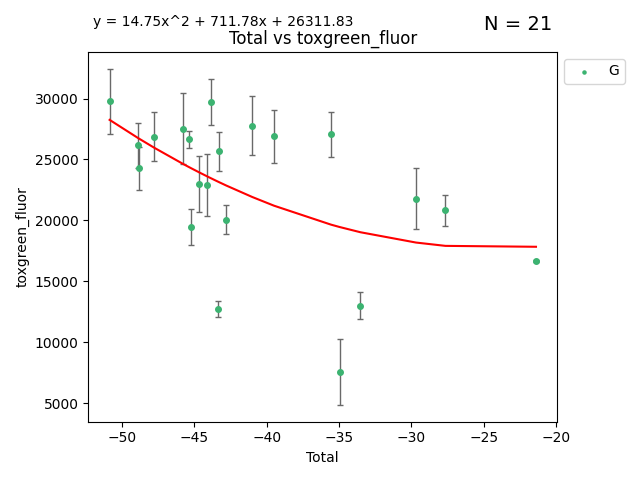 y = 14.75x^2 + 711.78x + 26311.83
N = 21
Total vs toxgreen_fluor
G
30000
25000
20000
15000
10000
5000
toxgreen_fluor
−50
−45
−40
−35
−30
−25
−20
Total